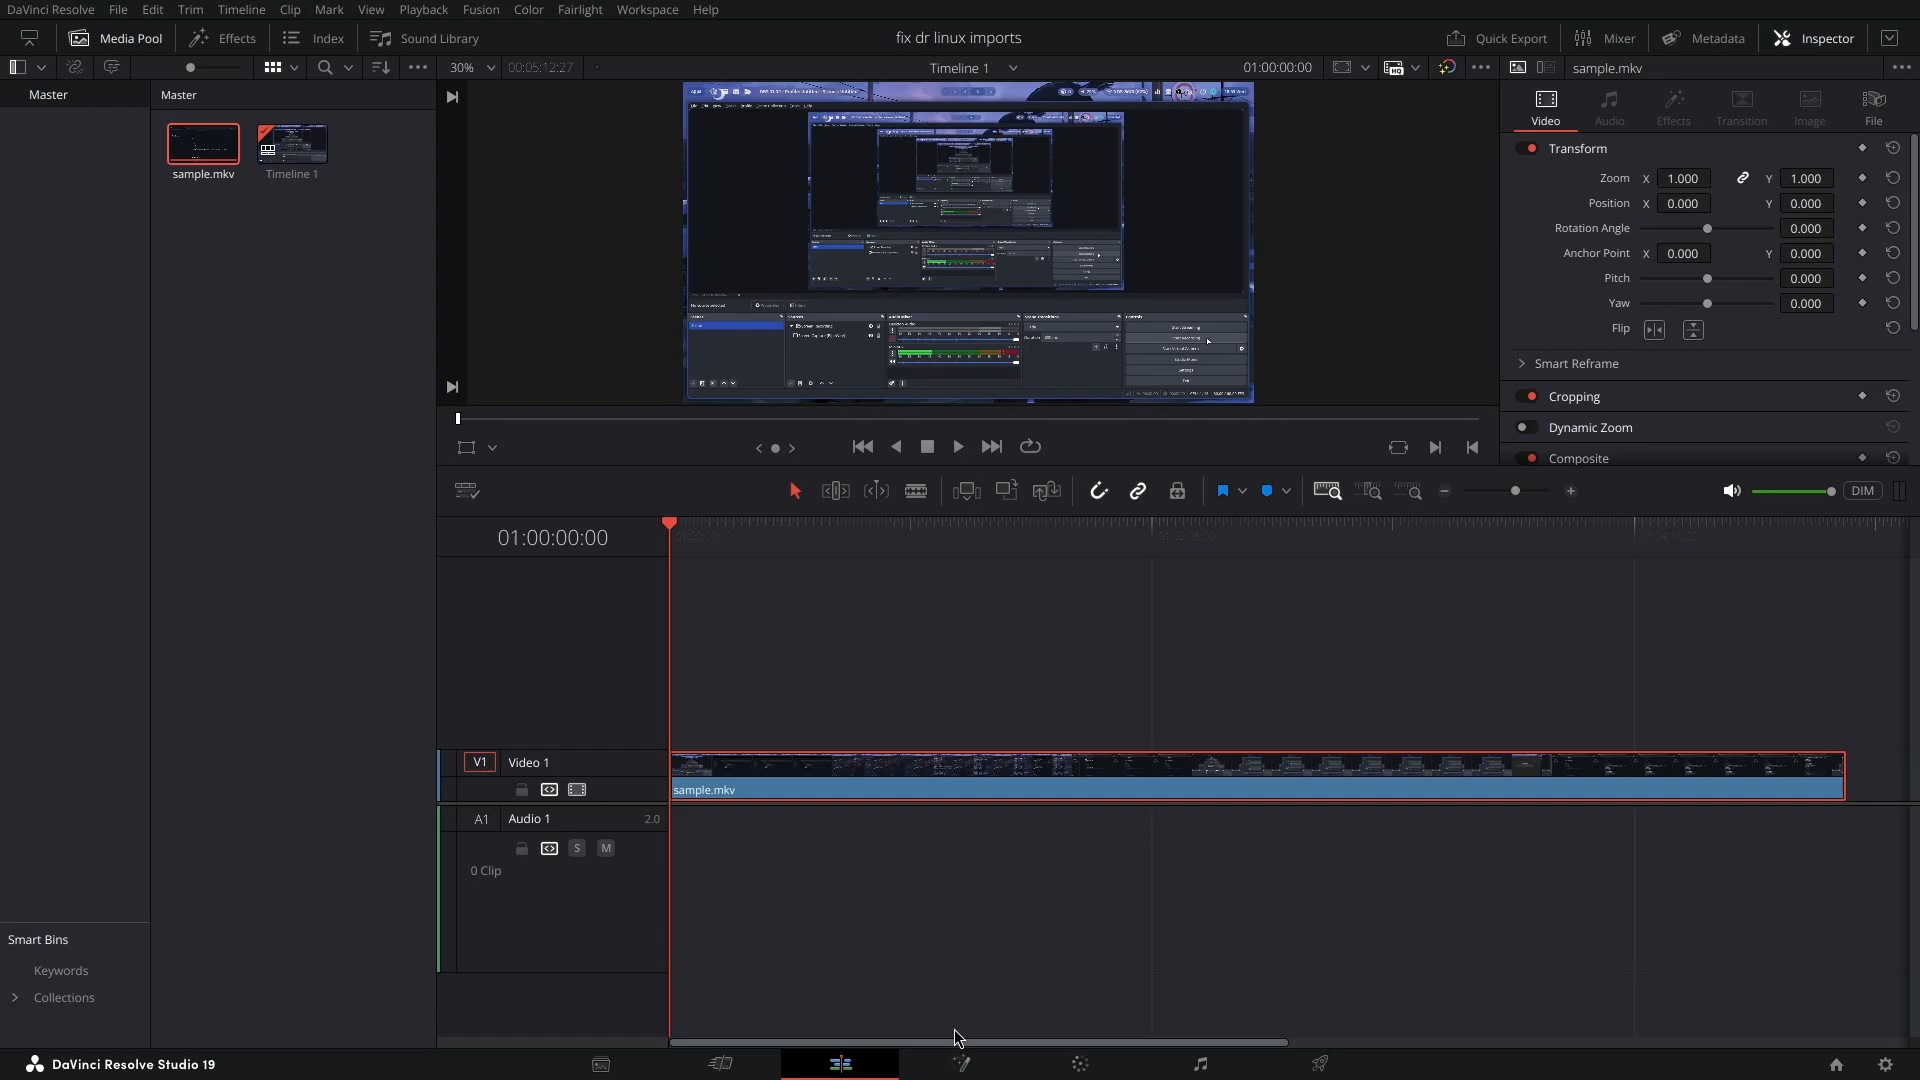 DaVinci Resolve File Edit Trim Timeline Clip Mark View Playback Fusion Color Fairlight Workspace Help
Media Pool Effects Index Sound Library fix dr linux imports Quick Export Mixer Metadata Inspector
30% 00:05:12:27 Timeline 1 01:00:00:00 sample.mkv
Master Master
sample.mkv Timeline 1
Video Audio Effects Transition Image File
Transform
Zoom X 1.000 Y 1.000
Position X 0.000 Y 0.000
Rotation Angle 0.000
Anchor Point X 0.000 Y 0.000
Pitch 0.000
Yaw 0.000
Flip
Smart Reframe
Cropping
Dynamic Zoom
Composite
DIM
01:00:00:00
V1 Video 1
sample.mkv
A1 Audio 1 2.0
S M
0 Clip
Smart Bins
Keywords
Collections
DaVinci Resolve Studio 19